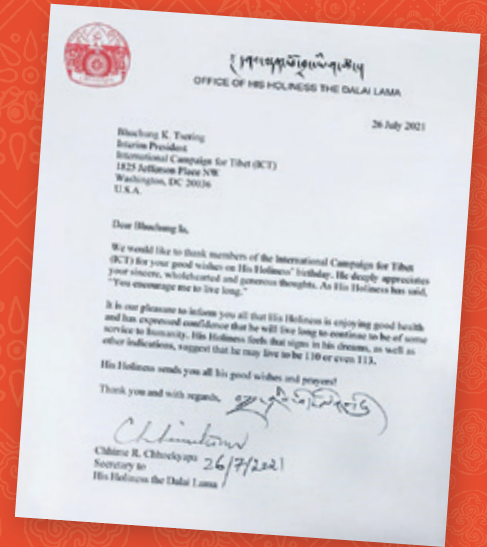 OFFICE OF HIS HOLINESS THE DALAI LAMA
26 July 2021
Bhuchung K. Tsering
Interim President
International Campaign for Tibet (ICT)
1825 Jefferson Place NW
Washington, DC 20036
U.S.A.
Dear Bhuchung la,
We would like to thank members of the International Campaign for Tibet
(ICT) for your good wishes on His Holiness' birthday. He deeply appreciates
your sincere, wholehearted and generous thoughts. As His Holiness has said,
"You encourage me to live long."
It is our pleasure to inform you all that His Holiness is enjoying good health
and has expressed confidence that he will live long to continue to be of some
service to humanity. His Holiness feels that signs in his dreams, as well as
other indications, suggest that he may live to be 110 or even 113.
His Holiness sends you all his good wishes and prayers!
Thank you and with regards,
Chhime R. Chhoekyapa
Secretary to
26/7/2021
His Holiness the Dalai Lama